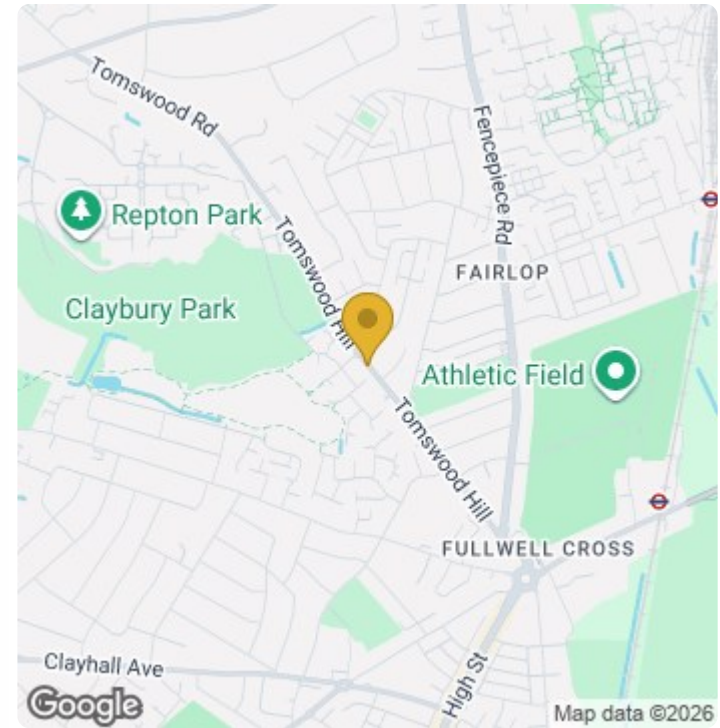 Tomswood Rd
Fencepiece Rd
Repton Park
Tomswood Hill
FAIRLOP
Claybury Park
Athletic Field
Tomswood Hill
FULLWELL CROSS
Clayhall Ave
High St
Google
Map data ©2026